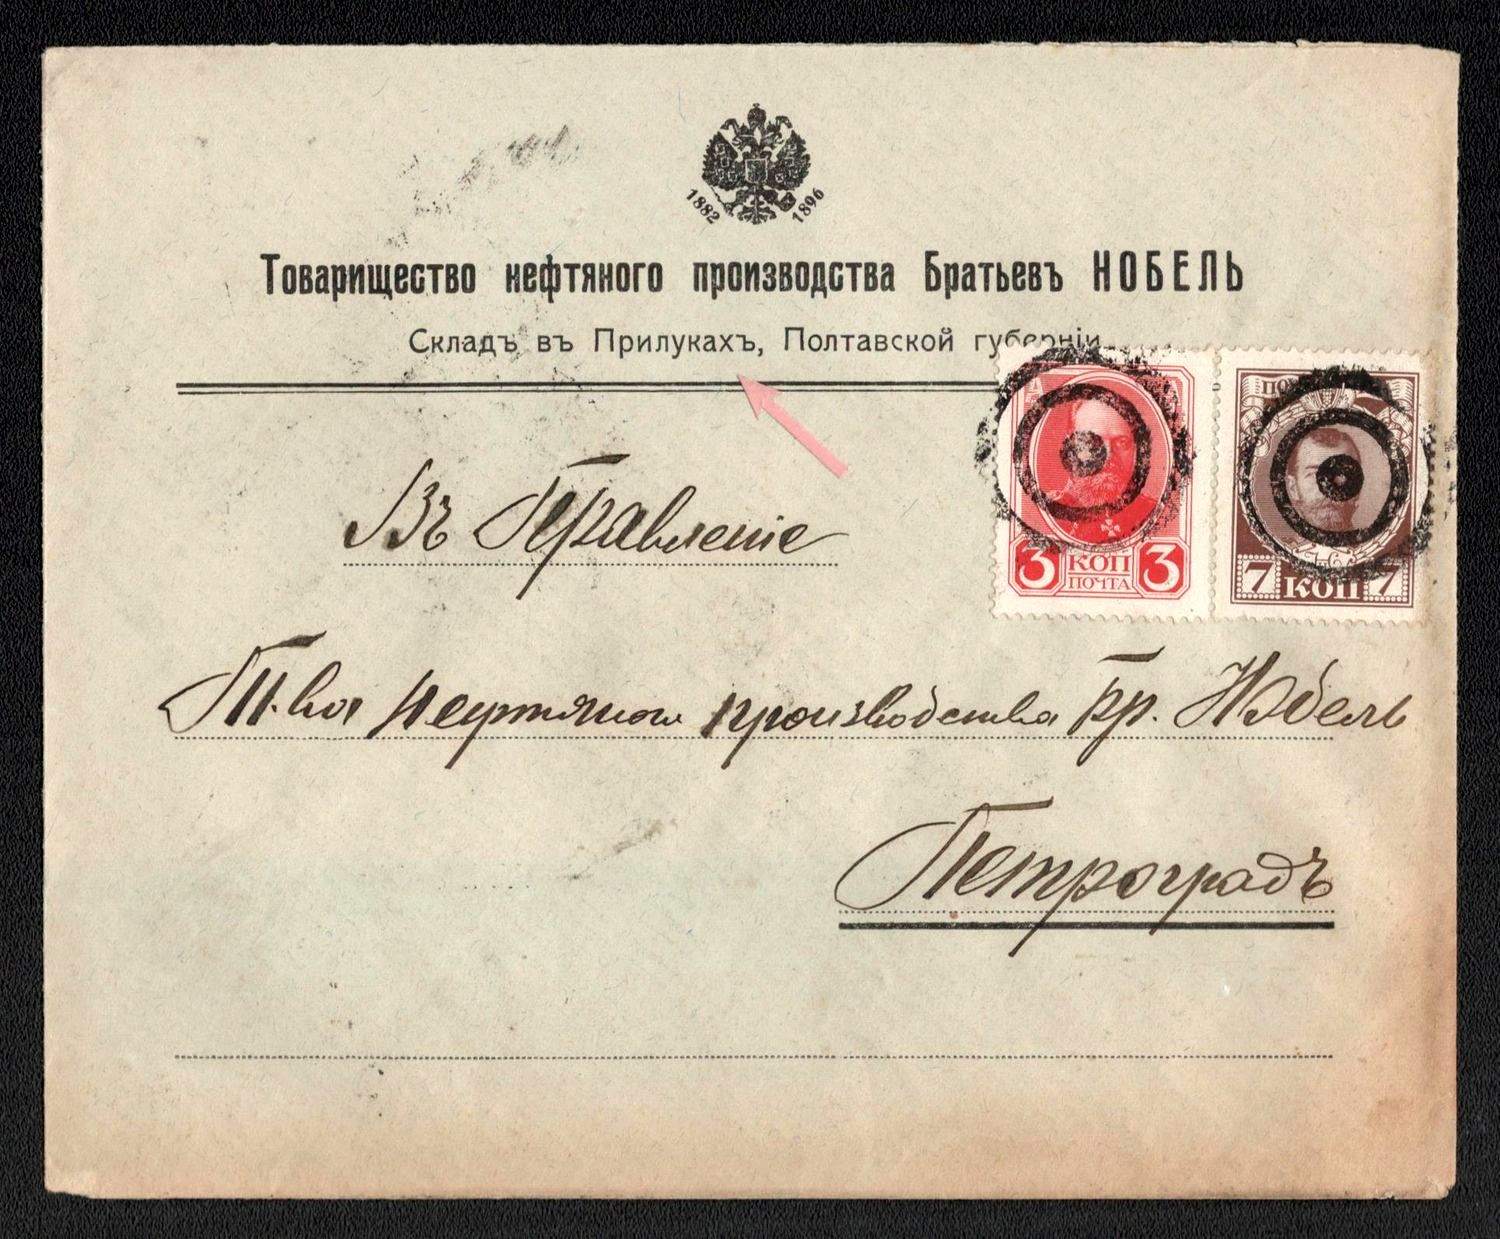 1882 1896
Товарищество нефтяного производства Братьевъ НОБЕЛЬ
Складъ въ Прилукахъ, Полтавской губерніи
Въ Правленіе
Т-ва Нефтяного производства Бр. Нобель
Петроградъ
3 КОП 3
ПОЧТА
7 КОП 7